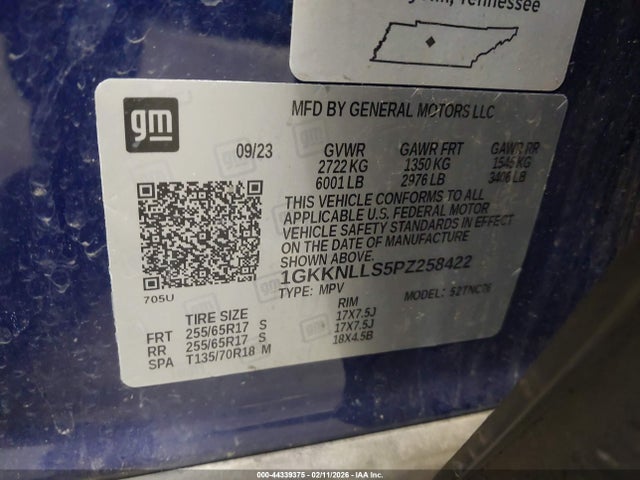 Tennessee
gm
MFD BY GENERAL MOTORS LLC
09/23 GVWR GAWR FRT GAWR RR
2722 KG 1350 KG 1545 KG
6001 LB 2976 LB 3406 LB
THIS VEHICLE CONFORMS TO ALL
APPLICABLE U.S. FEDERAL MOTOR
VEHICLE SAFETY STANDARDS IN EFFECT
ON THE DATE OF MANUFACTURE
SHOWN ABOVE.
1GKKNLLS5PZ258422
TYPE: MPV MODEL: 52TNC26
705U
TIRE SIZE RIM
FRT 255/65R17 S 17X7.5J
RR 255/65R17 S 17X7.5J
SPA T135/70R18 M 18X4.5B
000-44339375 - 02/11/2026 - IAA Inc.